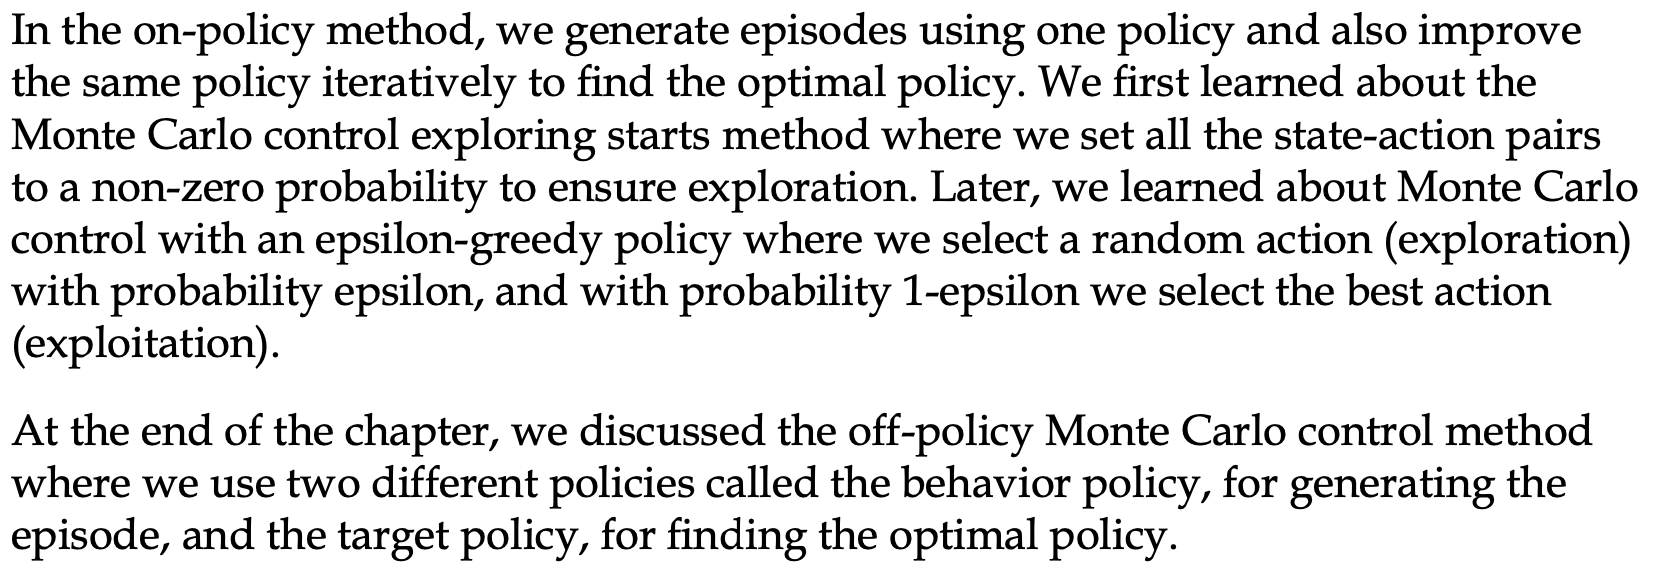 In the on-policy method, we generate episodes using one policy and also improve
the same policy iteratively to find the optimal policy. We first learned about the
Monte Carlo control exploring starts method where we set all the state-action pairs
to a non-zero probability to ensure exploration. Later, we learned about Monte Carlo
control with an epsilon-greedy policy where we select a random action (exploration)
with probability epsilon, and with probability 1-epsilon we select the best action
(exploitation).
At the end of the chapter, we discussed the off-policy Monte Carlo control method
where we use two different policies called the behavior policy, for generating the
episode, and the target policy, for finding the optimal policy.